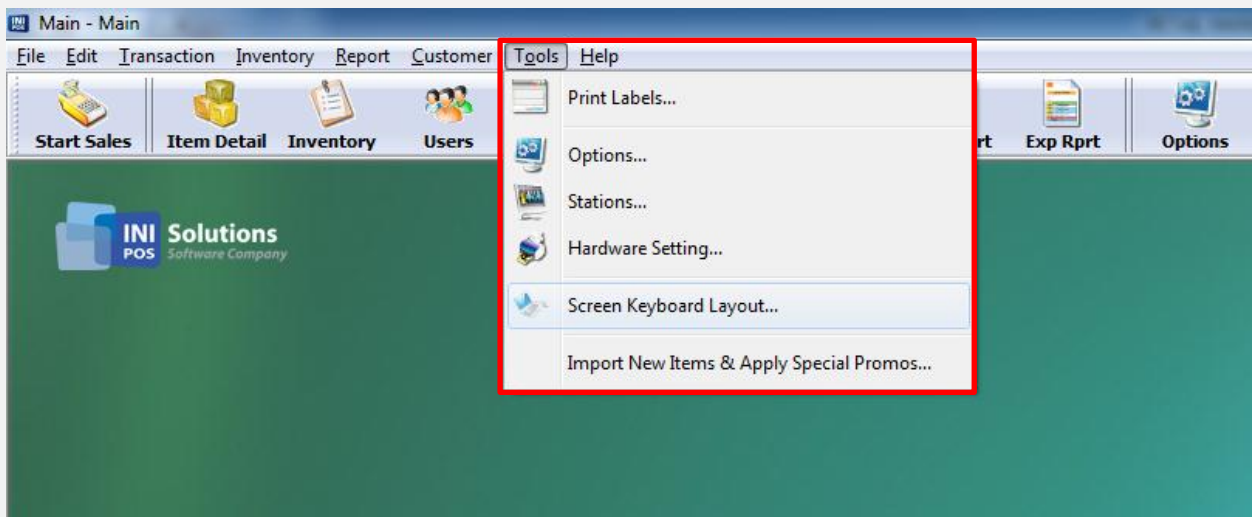 INI POS Main - Main
File Edit Transaction Inventory Report Customer Tools Help
Start Sales Item Detail Inventory Users rt Exp Rprt Options
Print Labels...
Options...
Stations...
Hardware Setting...
Screen Keyboard Layout...
Import New Items & Apply Special Promos...
INI Solutions
POS Software Company